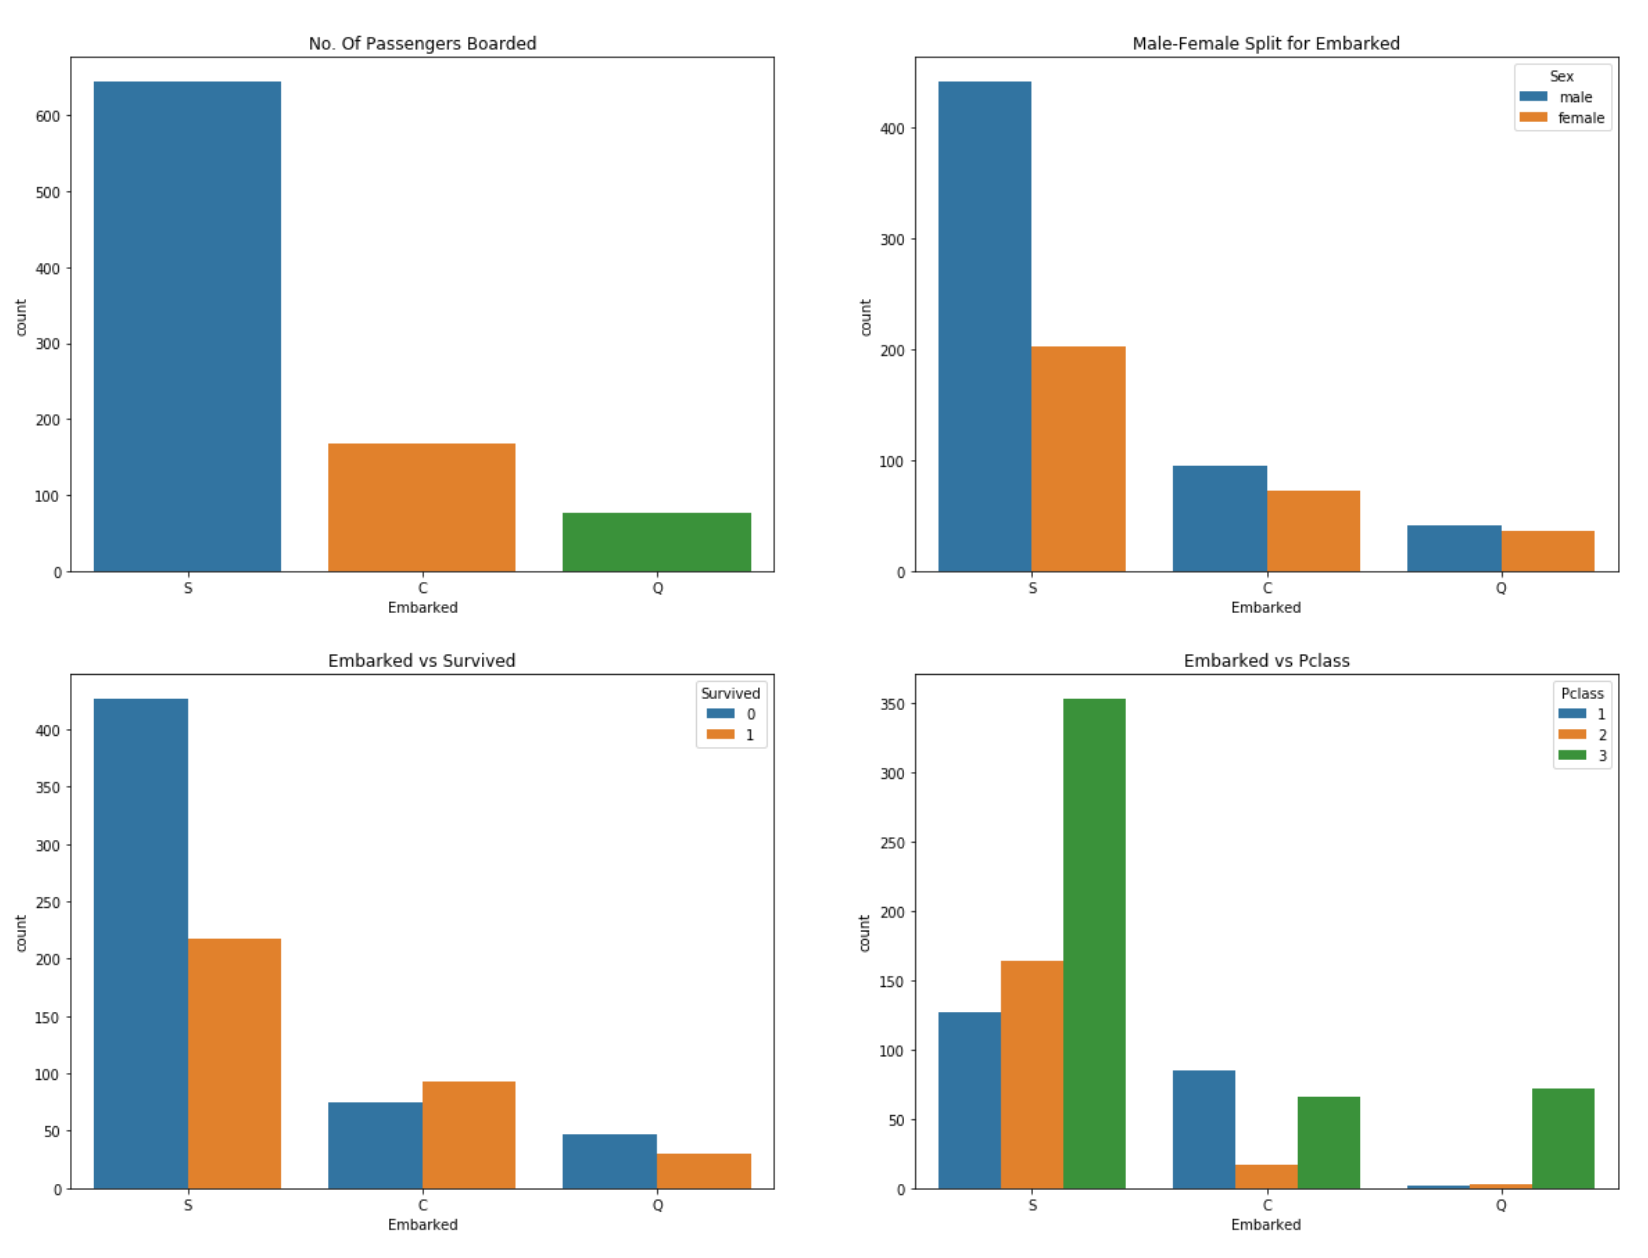 No. Of Passengers Boarded
600
500
400
300
200
100
0
count
S C Q
Embarked
Male-Female Split for Embarked
Sex
male
female
400
300
200
100
0
count
S C Q
Embarked
Embarked vs Survived
Survived
0
1
400
350
300
250
200
150
100
50
0
count
S C Q
Embarked
Embarked vs Pclass
Pclass
1
2
3
350
300
250
200
150
100
50
0
count
S C Q
Embarked